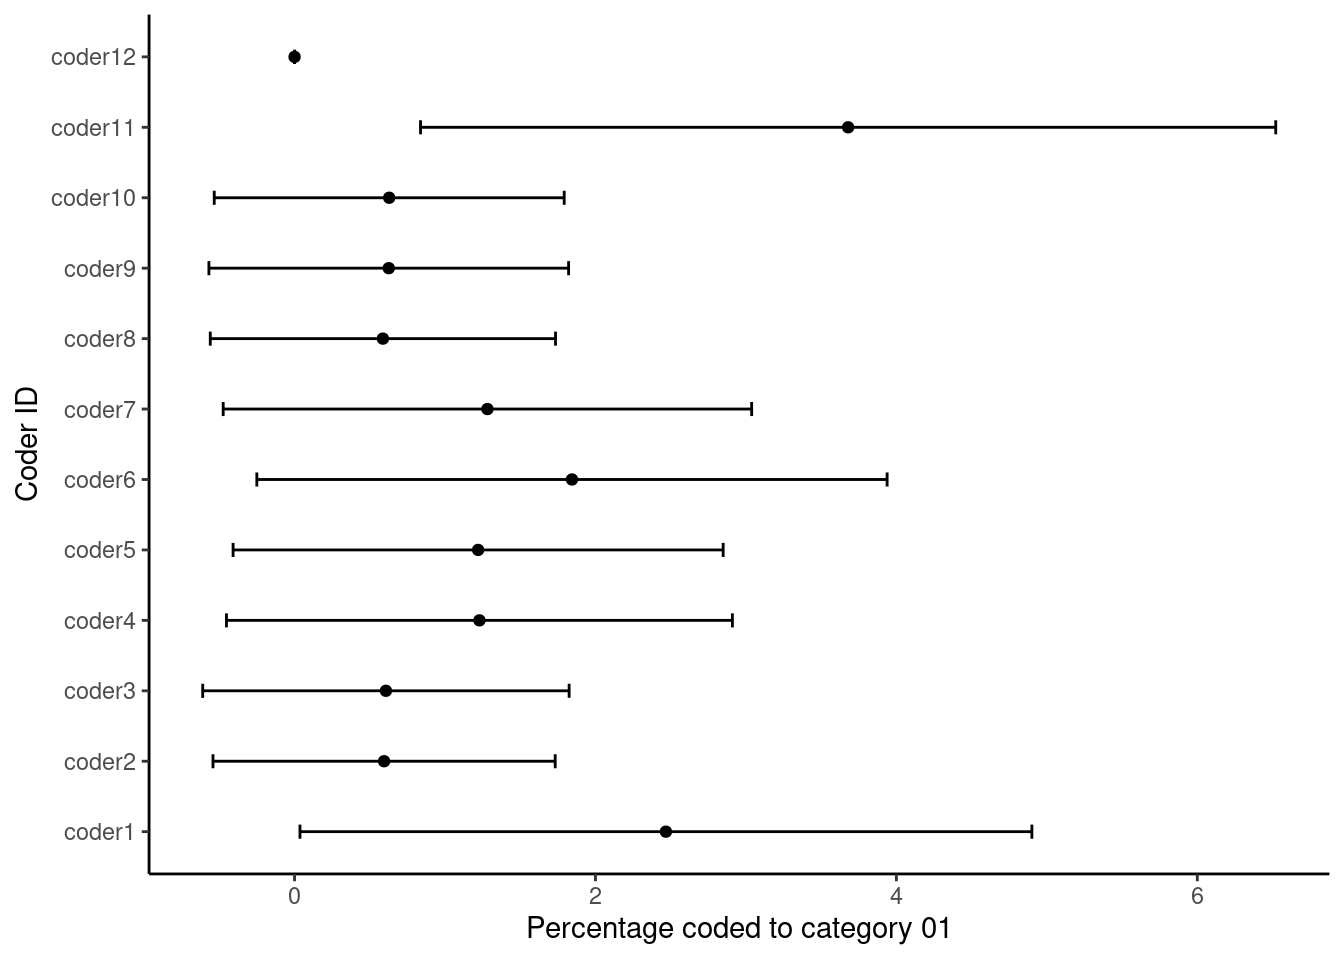 coder12
coder11
coder10
coder9
coder8
coder7
coder6
coder5
coder4
coder3
coder2
coder1
Coder ID
0 2 4 6
Percentage coded to category 01